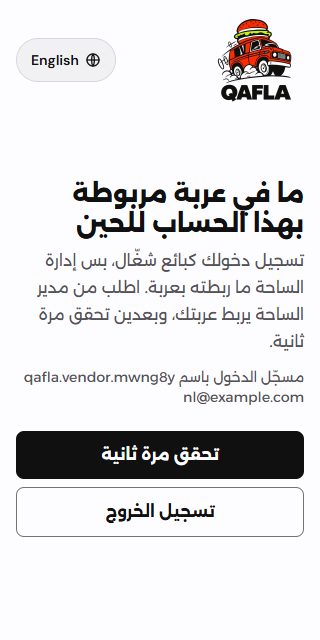 English
QAFLA
ما في عربة مربوطة
بهذا الحساب للحين
تسجيل دخولك كبائع شغّال، بس إدارة
الساحة ما ربطته بعربة. اطلب من مدير
الساحة يربط عربتك، وبعدين تحقق مرة
ثانية.
مسجّل الدخول باسم qafla.vendor.mwng8y
nl@example.com
تحقق مرة ثانية
تسجيل الخروج